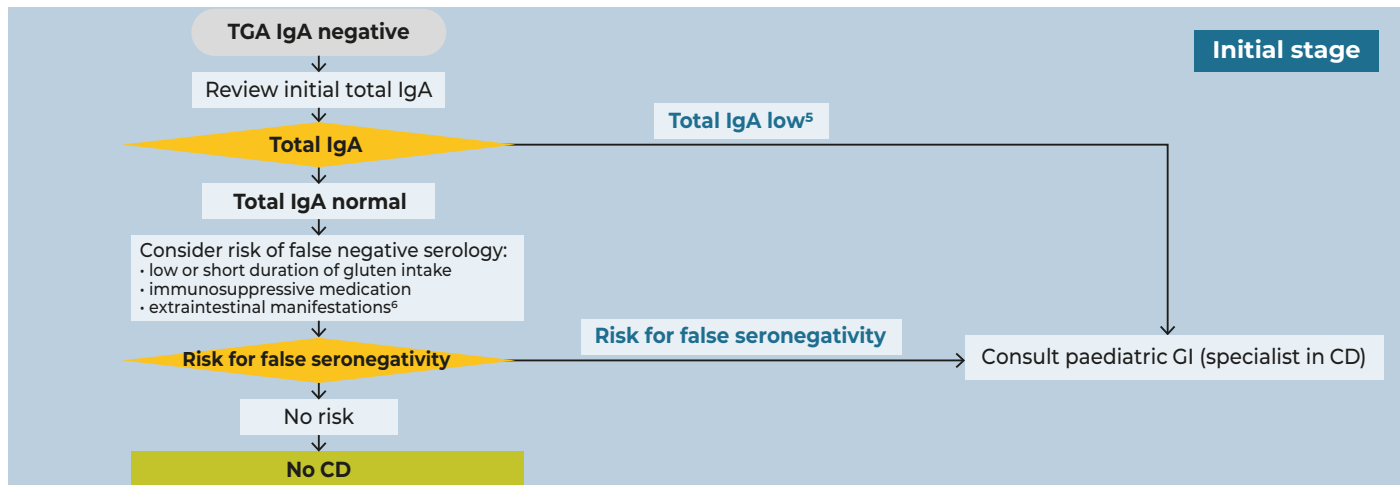 TGA IgA negative
Initial stage
Review initial total IgA
Total IgA low⁵
Total IgA
Total IgA normal
Consider risk of false negative serology:
• low or short duration of gluten intake
• immunosuppressive medication
• extraintestinal manifestations⁶
Risk for false seronegativity
Risk for false seronegativity
Consult paediatric GI (specialist in CD)
No risk
No CD